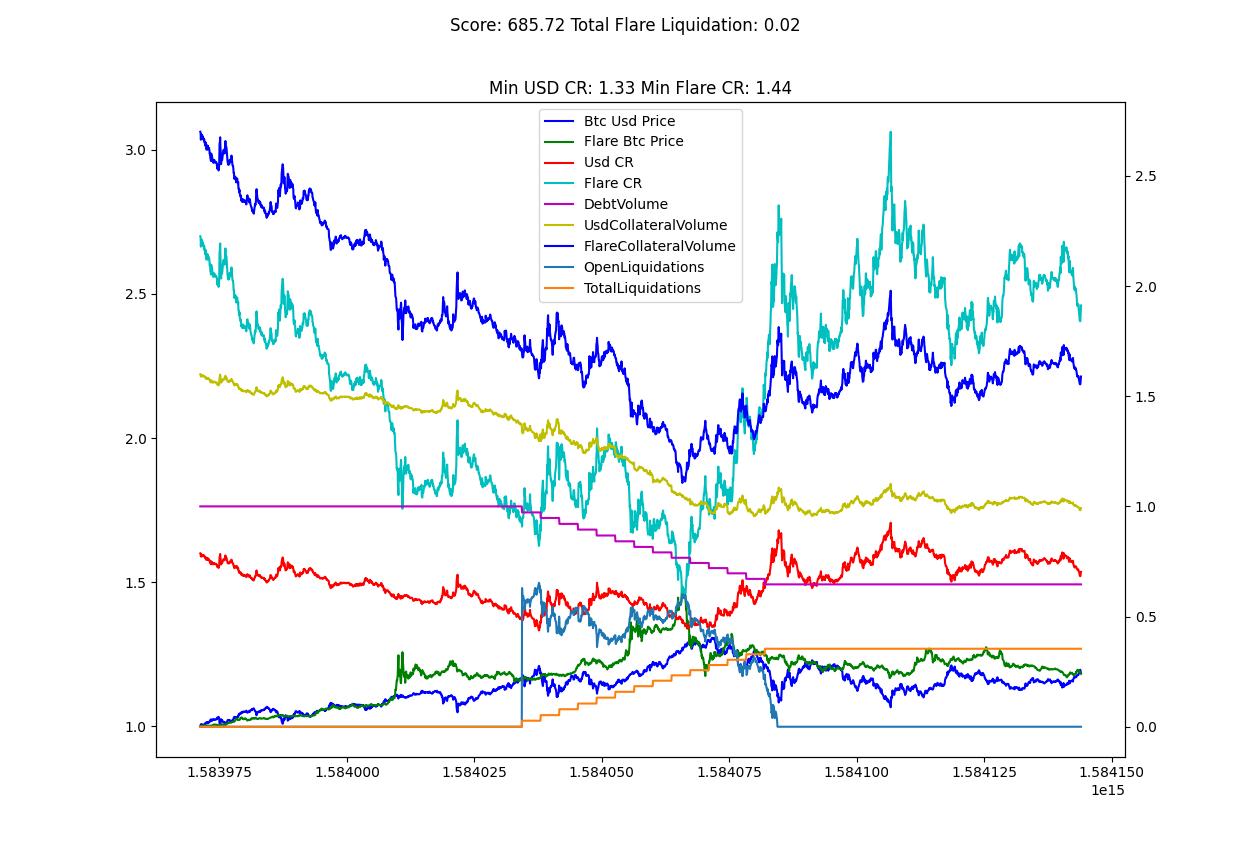 Score: 685.72 Total Flare Liquidation: 0.02
Min USD CR: 1.33 Min Flare CR: 1.44
Btc Usd Price
Flare Btc Price
Usd CR
Flare CR
DebtVolume
UsdCollateralVolume
FlareCollateralVolume
OpenLiquidations
TotalLiquidations
3.0
2.5
2.0
1.5
1.0
2.5
2.0
1.5
1.0
0.5
0.0
1.583975 1.584000 1.584025 1.584050 1.584075 1.584100 1.584125 1.584150
1e15